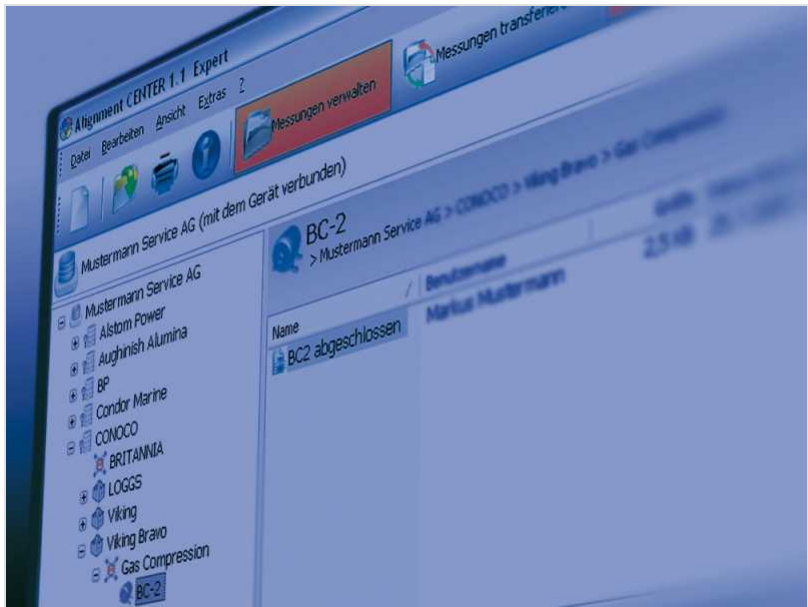 Alignment CENTER 1.1 Expert
Datei Bearbeiten Ansicht Extras ?
Messungen verwalten
Messungen transferieren
Mustermann Service AG (mit dem Gerät verbunden)
Mustermann Service AG
Alstom Power
Aughinish Alumina
BP
Condor Marine
CONOCO
BRITANNIA
LOGGS
Viking
Viking Bravo
Gas Compression
BC-2
BC-2
> Mustermann Service AG > CONOCO > Viking Bravo > Gas Compression
Name / Benutzername Größe
BC2 abgeschlossen Markus Mustermann 2,5 KB